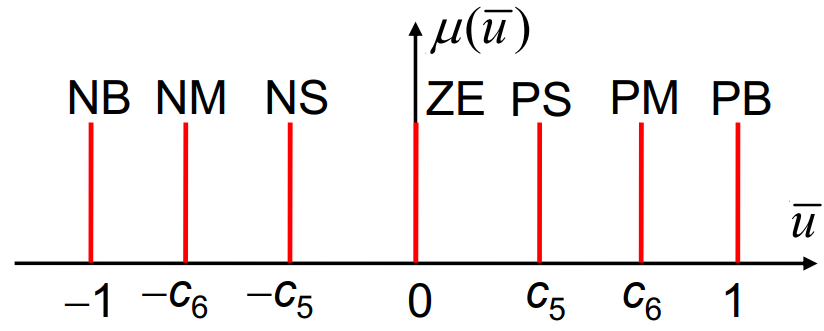 μ(u̅)
NB NM NS ZE PS PM PB
u̅
−1 −c₆ −c₅ 0 c₅ c₆ 1